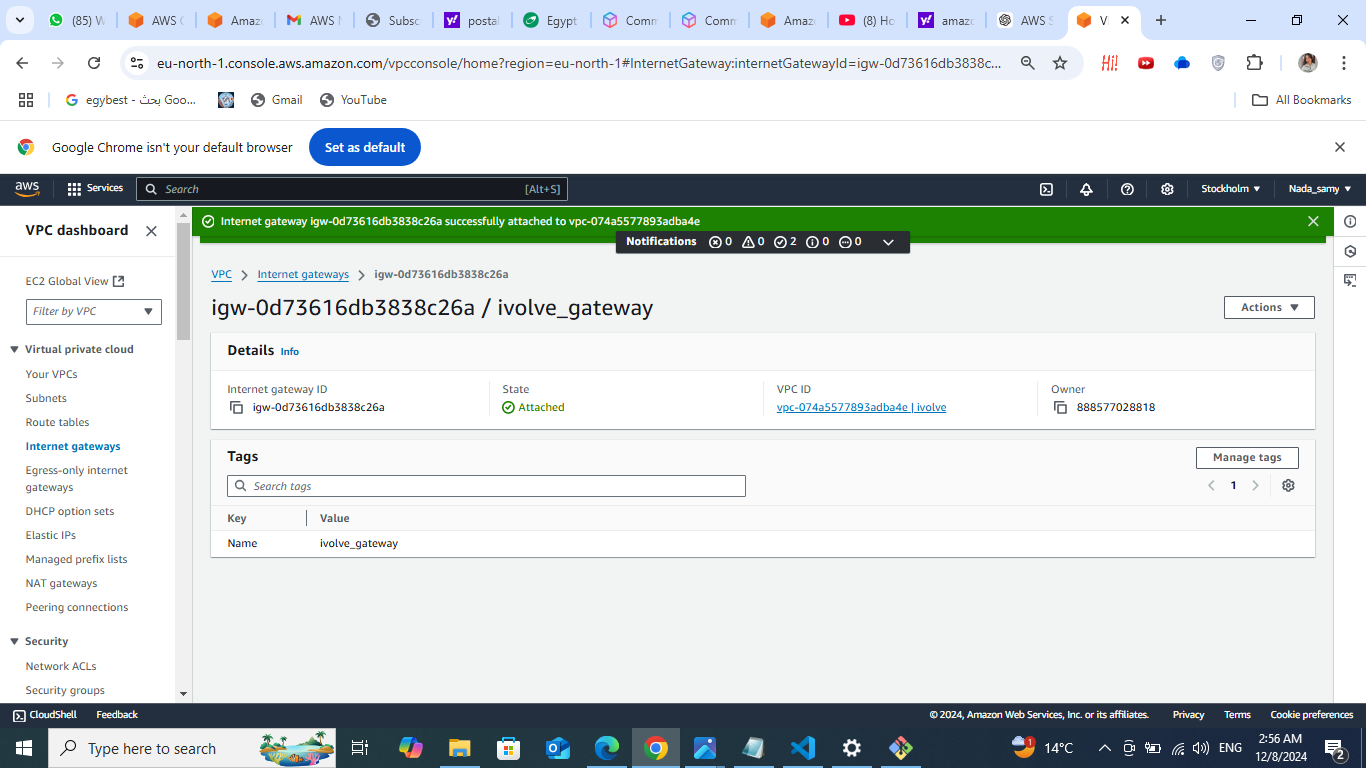 (85) W
AWS C
Amaz
AWS N
Subsc
postal
Egypt
Comm
Comm
Amaz
(8) Ho
amazo
AWS S
VI
eu-north-1.console.aws.amazon.com/vpcconsole/home?region=eu-north-1#InternetGateway:internetGatewayId=igw-0d73616db3838c...
egybest - بحث Goo...
Gmail
YouTube
All Bookmarks
Google Chrome isn't your default browser
Set as default
aws
Services
Search
[Alt+S]
Stockholm
Nada_samy
VPC dashboard
Internet gateway igw-0d73616db3838c26a successfully attached to vpc-074a5577893adba4e
Notifications 0 0 2 0 0
EC2 Global View
Filter by VPC
Virtual private cloud
Your VPCs
Subnets
Route tables
Internet gateways
Egress-only internet
gateways
DHCP option sets
Elastic IPs
Managed prefix lists
NAT gateways
Peering connections
Security
Network ACLs
Security groups
VPC
Internet gateways
igw-0d73616db3838c26a
igw-0d73616db3838c26a / ivolve_gateway
Actions
Details Info
Internet gateway ID
igw-0d73616db3838c26a
State
Attached
VPC ID
vpc-074a5577893adba4e | ivolve
Owner
888577028818
Tags
Manage tags
Search tags
1
Key
Value
Name
ivolve_gateway
CloudShell
Feedback
© 2024, Amazon Web Services, Inc. or its affiliates.
Privacy
Terms
Cookie preferences
Type here to search
1
14°C
ENG
2:56 AM
12/8/2024
2